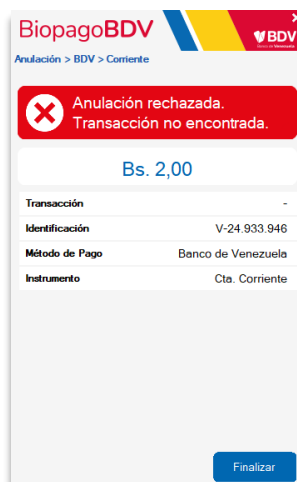 BiopagoBDV
BDV
Banco de Venezuela
Anulación > BDV > Corriente
Anulación rechazada.
Transacción no encontrada.
Bs. 2,00
Transacción -
Identificación V-24.933.946
Método de Pago Banco de Venezuela
Instrumento Cta. Corriente
Finalizar